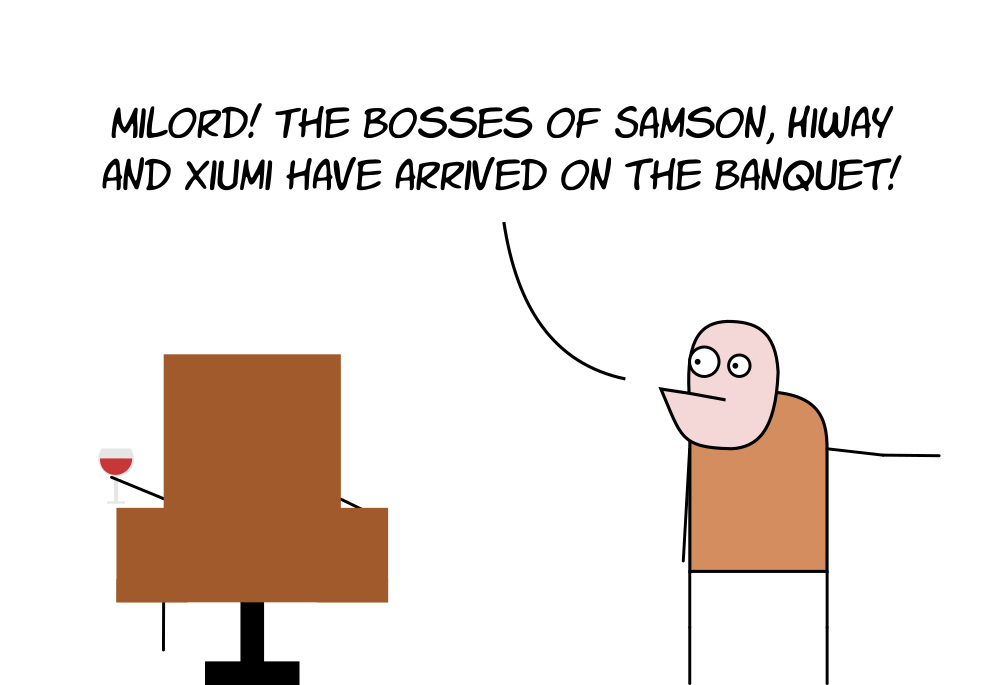 MILORD! THE BOSSES OF SAMSON, HIWAY
AND XIUMI HAVE ARRIVED ON THE BANQUET!